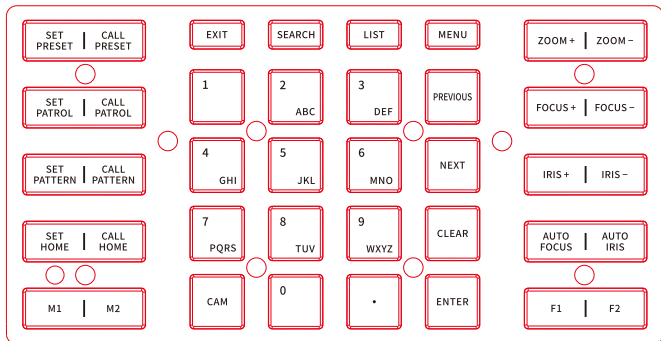 SET PRESET | CALL PRESET
EXIT
SEARCH
LIST
MENU
ZOOM + | ZOOM −
1
2 ABC
3 DEF
PREVIOUS
SET PATROL | CALL PATROL
FOCUS + | FOCUS −
4 GHI
5 JKL
6 MNO
NEXT
SET PATTERN | CALL PATTERN
IRIS + | IRIS −
7 PQRS
8 TUV
9 WXYZ
CLEAR
SET HOME | CALL HOME
AUTO FOCUS | AUTO IRIS
CAM
0
•
ENTER
M1 | M2
F1 | F2